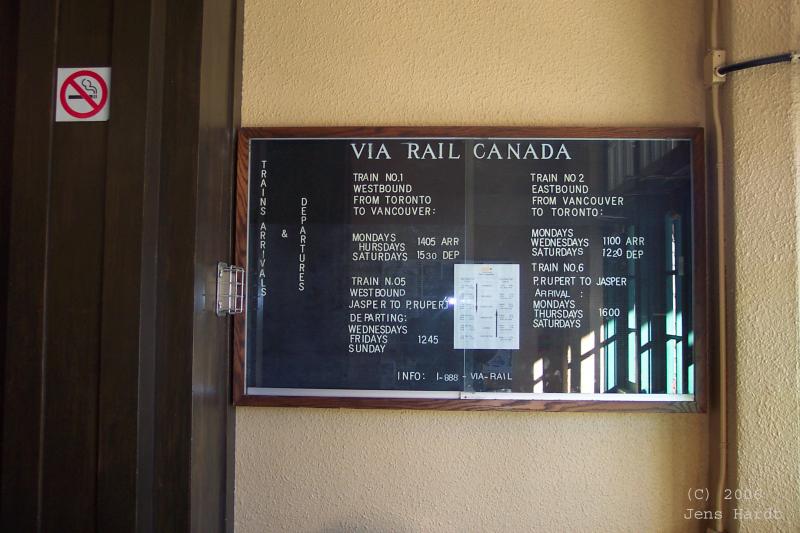 VIA RAIL CANADA
TRAINS ARRIVALS
&
DEPARTURES
TRAIN NO.1
WESTBOUND
FROM TORONTO
TO VANCOUVER:
MONDAYS
HURSDAYS 1405 ARR
SATURDAYS 1530 DEP
TRAIN N.O5
WESTBOUND
JASPER TO P.RUPER
DEPARTING:
WEDNESDAYS
FRIDAYS 1245
SUNDAY
TRAIN NO 2
EASTBOUND
FROM VANCOUVER
TO TORONTO:
MONDAYS
WEDNESDAYS 1100 ARR
SATURDAYS 1220 DEP
TRAIN NO.6
P.RUPERT TO JASPER
ARRIVAL :
MONDAYS
THURSDAYS 1600
SATURDAYS
INFO: 1-888 - VIA-RAIL
(C) 2006
Jens Hardt